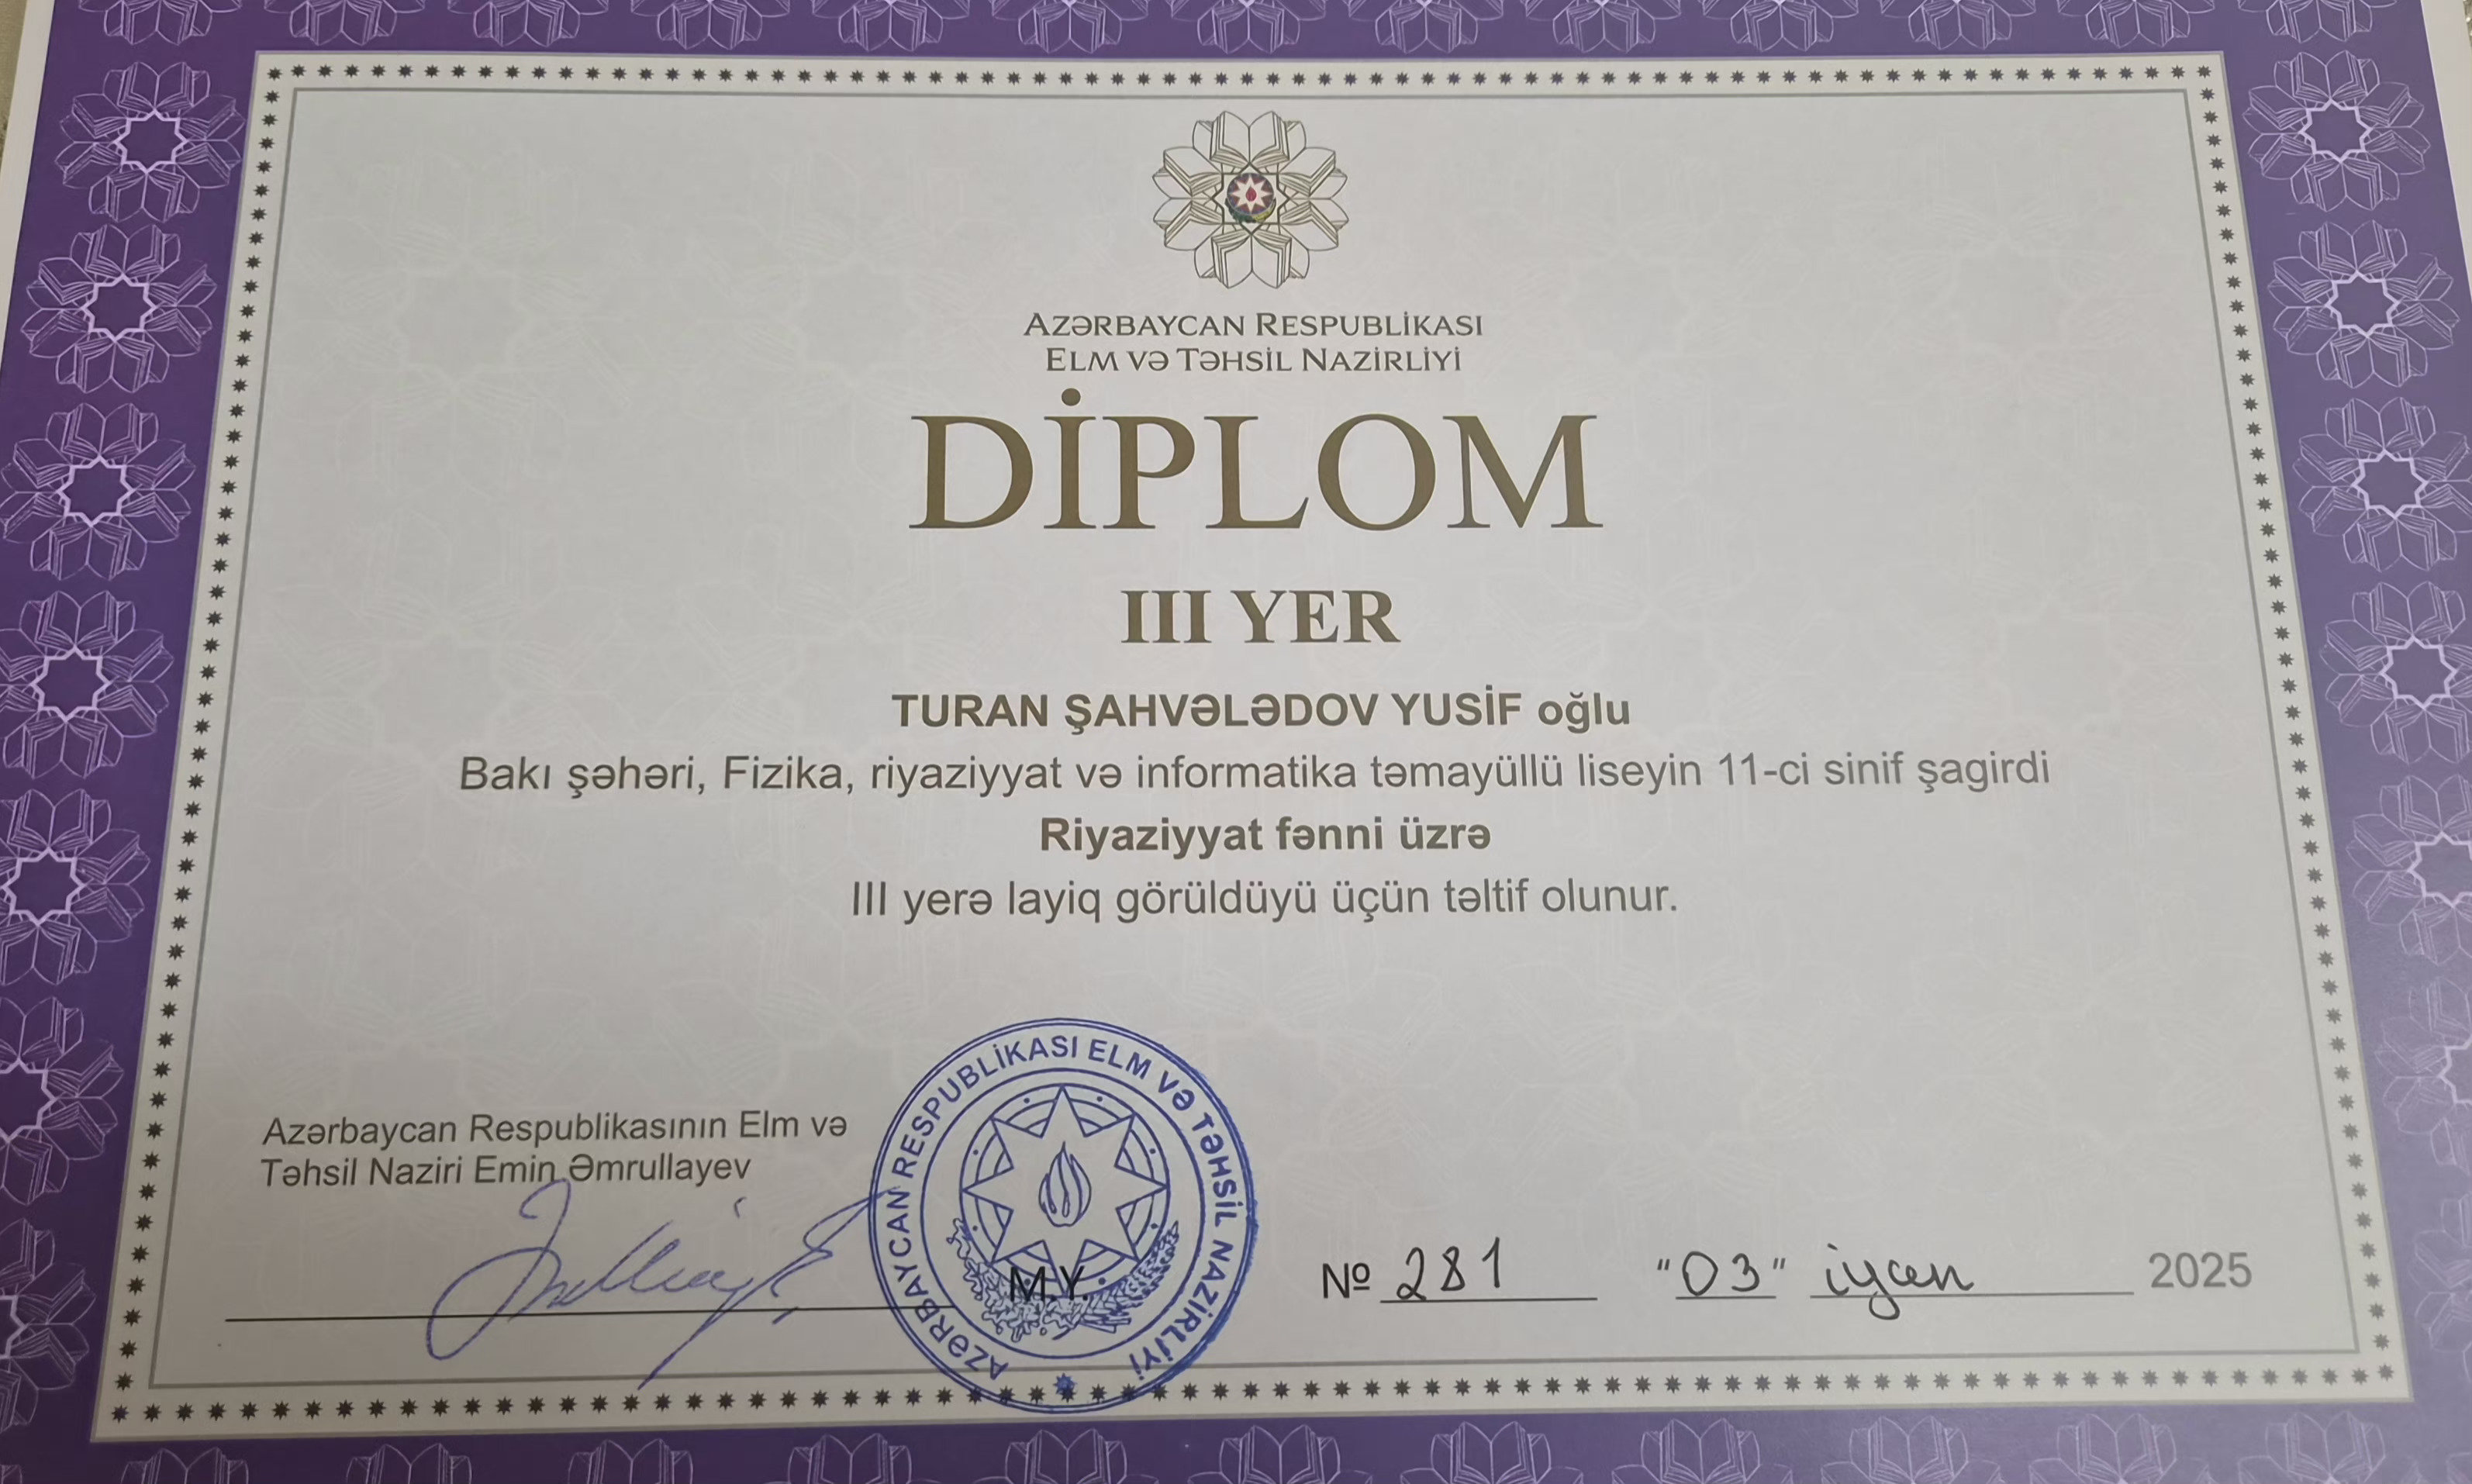 AZƏRBAYCAN RESPUBLİKASI
ELM VƏ TƏHSİL NAZİRLİYİ
DİPLOM
III YER
TURAN ŞAHVƏLƏDOV YUSİF oğlu
Bakı şəhəri, Fizika, riyaziyyat və informatika təmayüllü liseyin 11-ci sinif şagirdi
Riyaziyyat fənni üzrə
III yerə layiq görüldüyü üçün təltif olunur.
Azərbaycan Respublikasının Elm və
Təhsil Naziri Emin Əmrullayev
AZƏRBAYCAN RESPUBLİKASI ELM VƏ TƏHSİL NAZİRLİYİ
M.Y.
№ 281 "03" iyun 2025